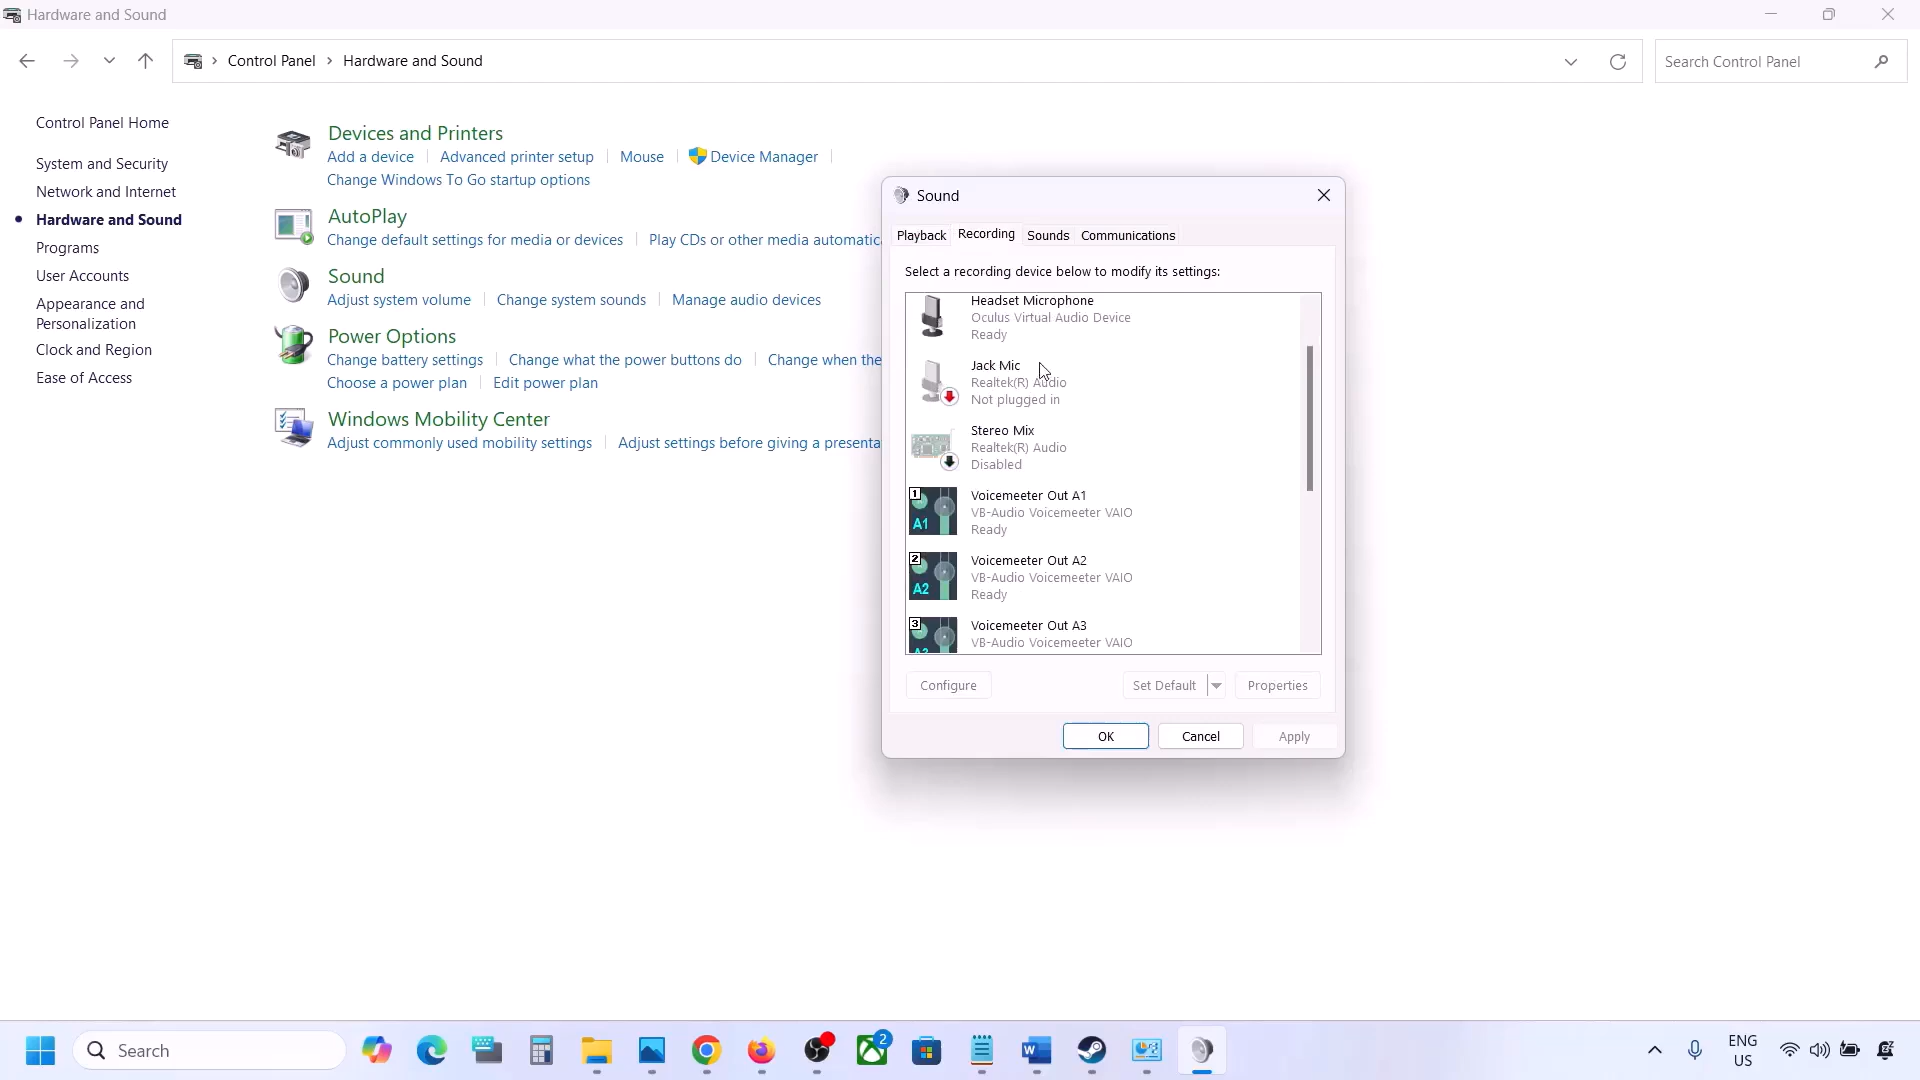 Hardware and Sound
Control Panel > Hardware and Sound
Search Control Panel
Control Panel Home
System and Security
Network and Internet
Hardware and Sound
Programs
User Accounts
Appearance and
Personalization
Clock and Region
Ease of Access
Devices and Printers
Add a device
Advanced printer setup
Mouse
Device Manager
Change Windows To Go startup options
AutoPlay
Change default settings for media or devices
Play CDs or other media automatic
Sound
Adjust system volume
Change system sounds
Manage audio devices
Power Options
Change battery settings
Change what the power buttons do
Change when the
Choose a power plan
Edit power plan
Windows Mobility Center
Adjust commonly used mobility settings
Adjust settings before giving a presenta
Sound
Playback
Recording
Sounds
Communications
Select a recording device below to modify its settings:
Headset Microphone
Oculus Virtual Audio Device
Ready
Jack Mic
Realtek(R) Audio
Not plugged in
Stereo Mix
Realtek(R) Audio
Disabled
1
A1
Voicemeeter Out A1
VB-Audio Voicemeeter VAIO
Ready
2
A2
Voicemeeter Out A2
VB-Audio Voicemeeter VAIO
Ready
3
A3
Voicemeeter Out A3
VB-Audio Voicemeeter VAIO
Configure
Set Default
Properties
OK
Cancel
Apply
Search
2
ENG
US